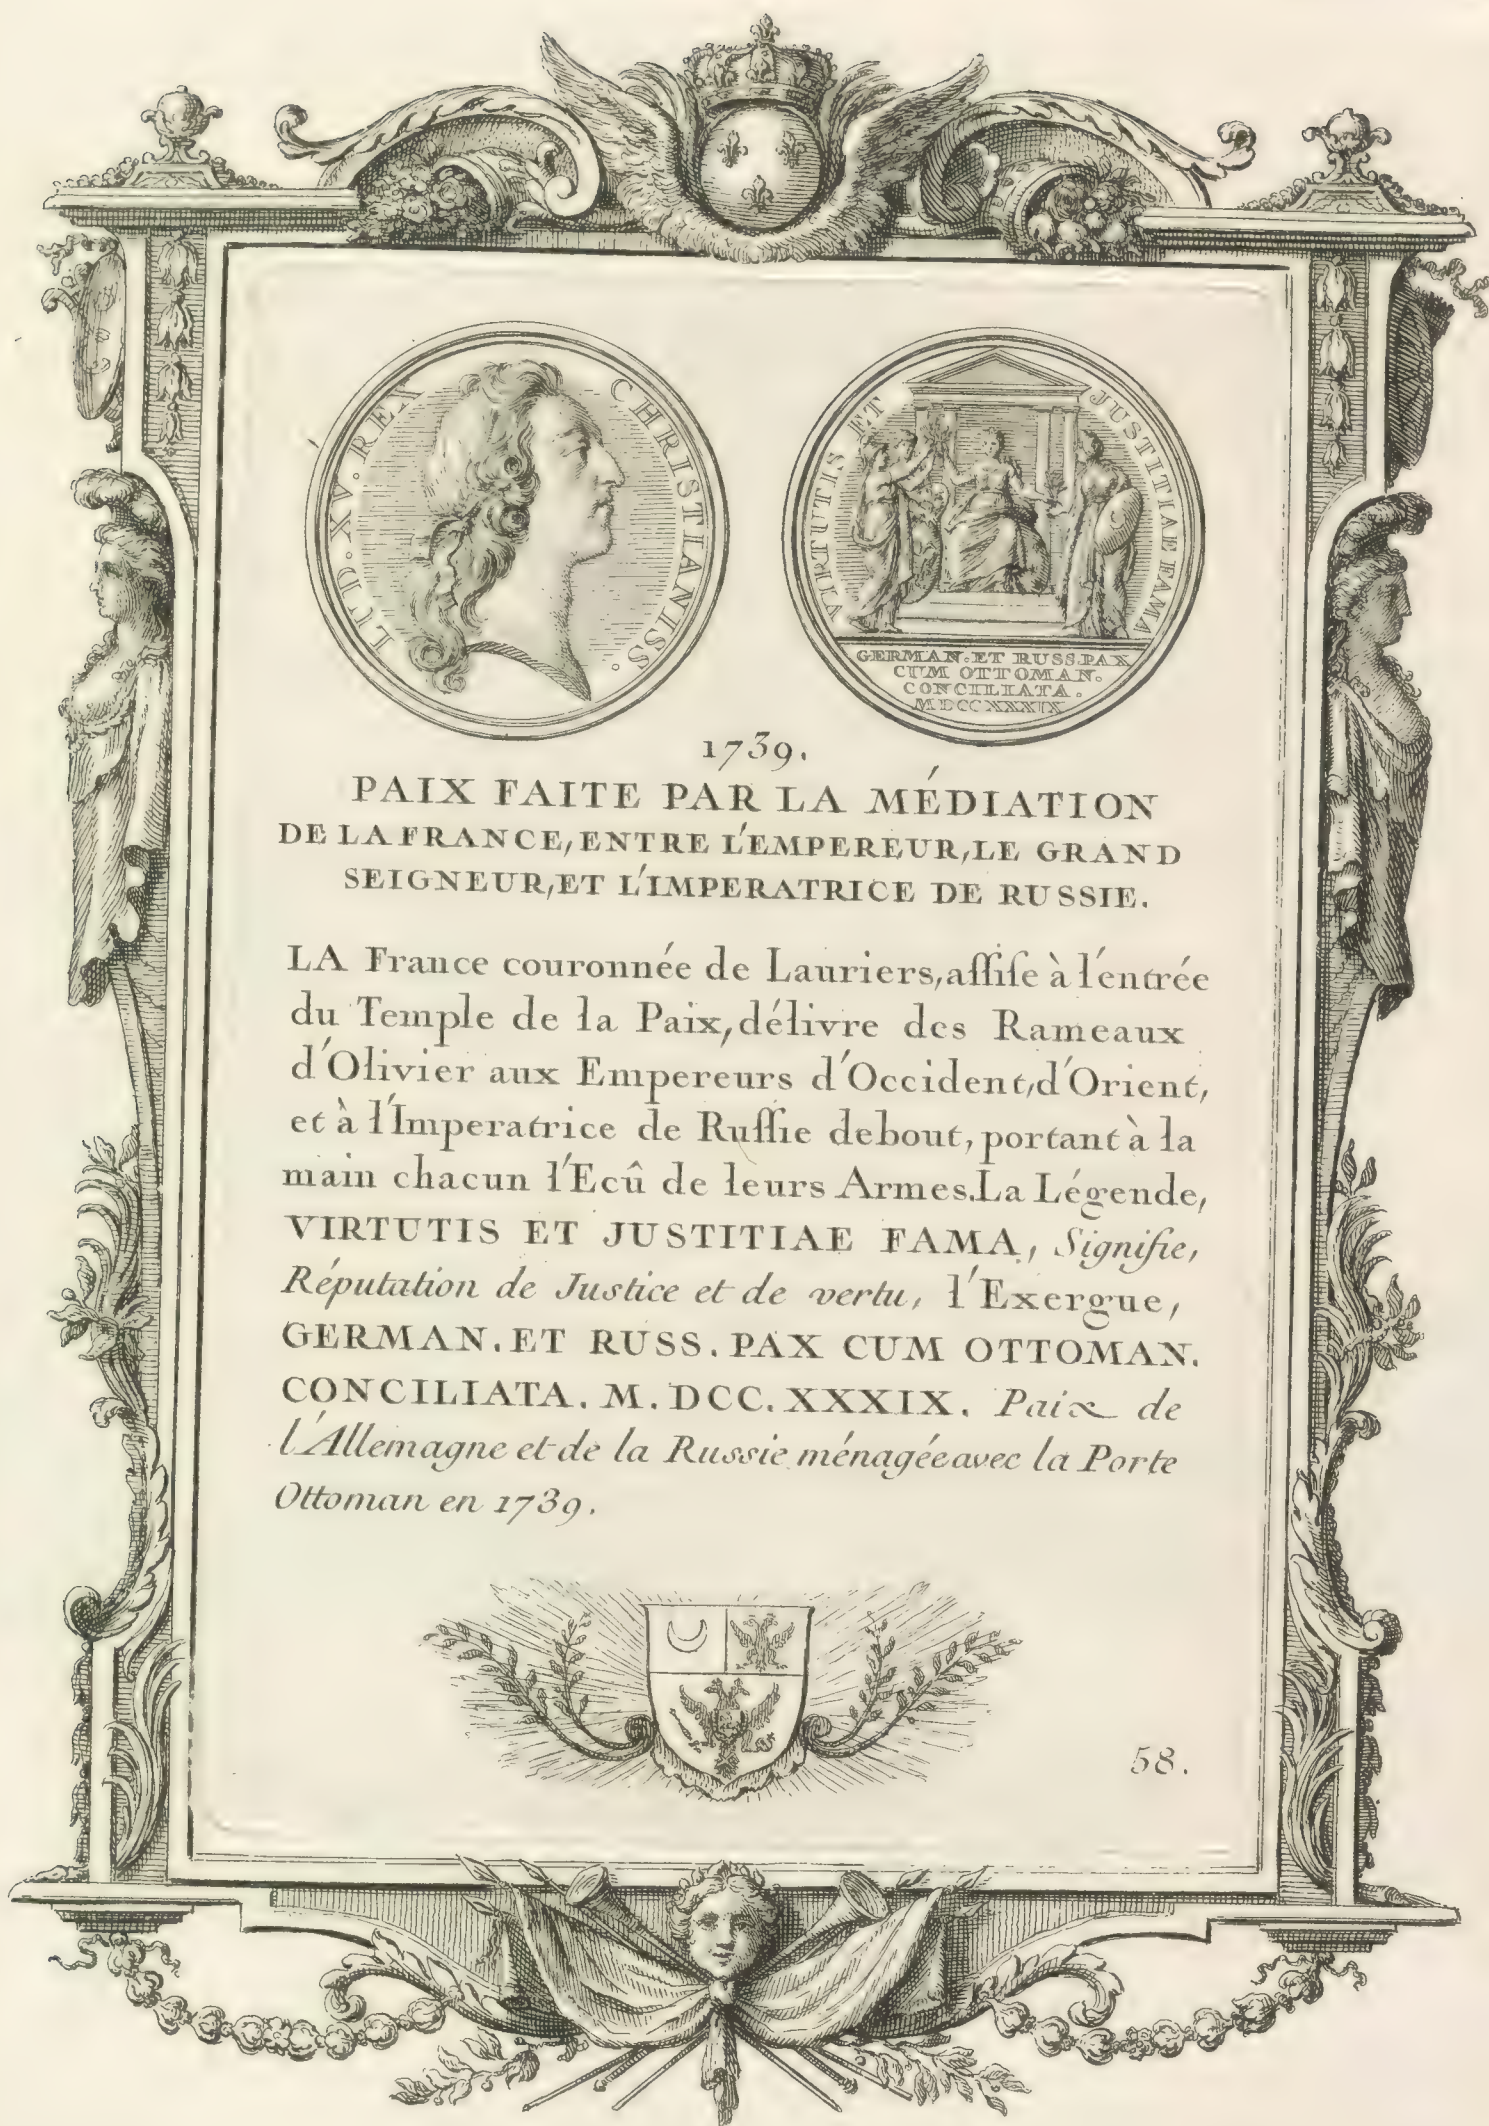 LUD. XV. REX CHRISTIANISS.
VIRTUTIS ET JUSTITIAE FAMA
GERMAN. ET RUSS. PAX
CUM OTTOMAN.
CONCILIATA.
MDCCXXXIX
1739.
PAIX FAITE PAR LA MÉDIATION
DE LA FRANCE, ENTRE L'EMPEREUR, LE GRAND
SEIGNEUR, ET L'IMPERATRICE DE RUSSIE.
LA France couronnée de Lauriers, assiſe à l'entrée
du Temple de la Paix, délivre des Rameaux
d'Olivier aux Empereurs d'Occident, d'Orient,
et à l'Imperatrice de Ruſſie debout, portant à la
main chacun l'Ecû de leurs Armes. La Légende,
VIRTUTIS ET JUSTITIAE FAMA, Signifie,
Réputation de Justice et de vertu, l'Exergue,
GERMAN. ET RUSS. PAX CUM OTTOMAN.
CONCILIATA. M. DCC. XXXIX. Paix de
l'Allemagne et de la Russie ménagée avec la Porte
Ottoman en 1739.
58.